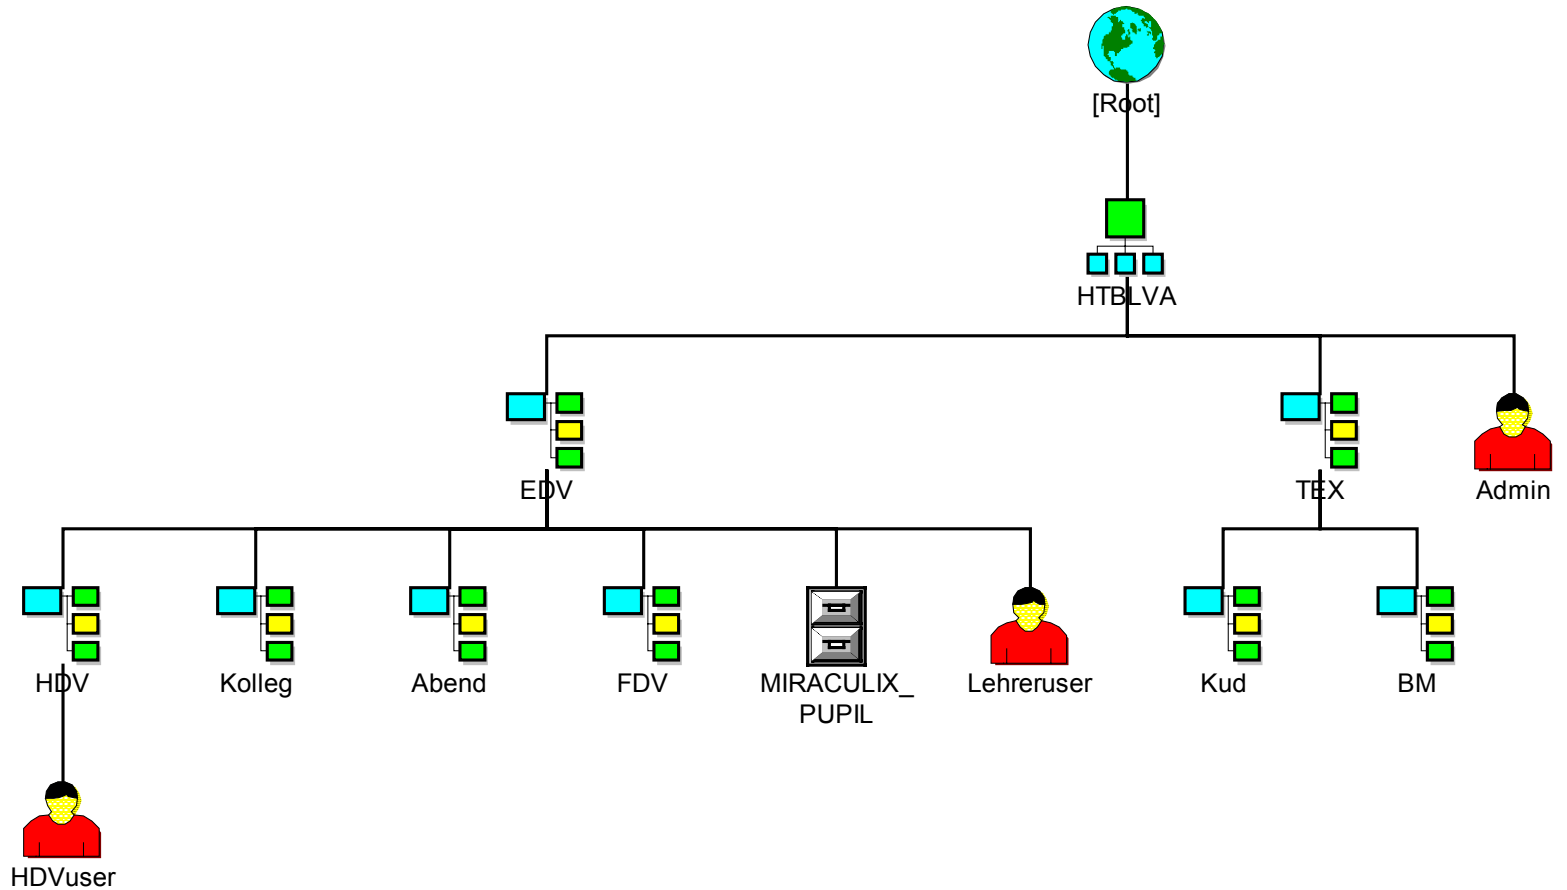 [Root]
HTBLVA
EDV
TEX
Admin
HDV
Kolleg
Abend
FDV
MIRACULIX_
PUPIL
Lehreruser
Kud
BM
HDVuser